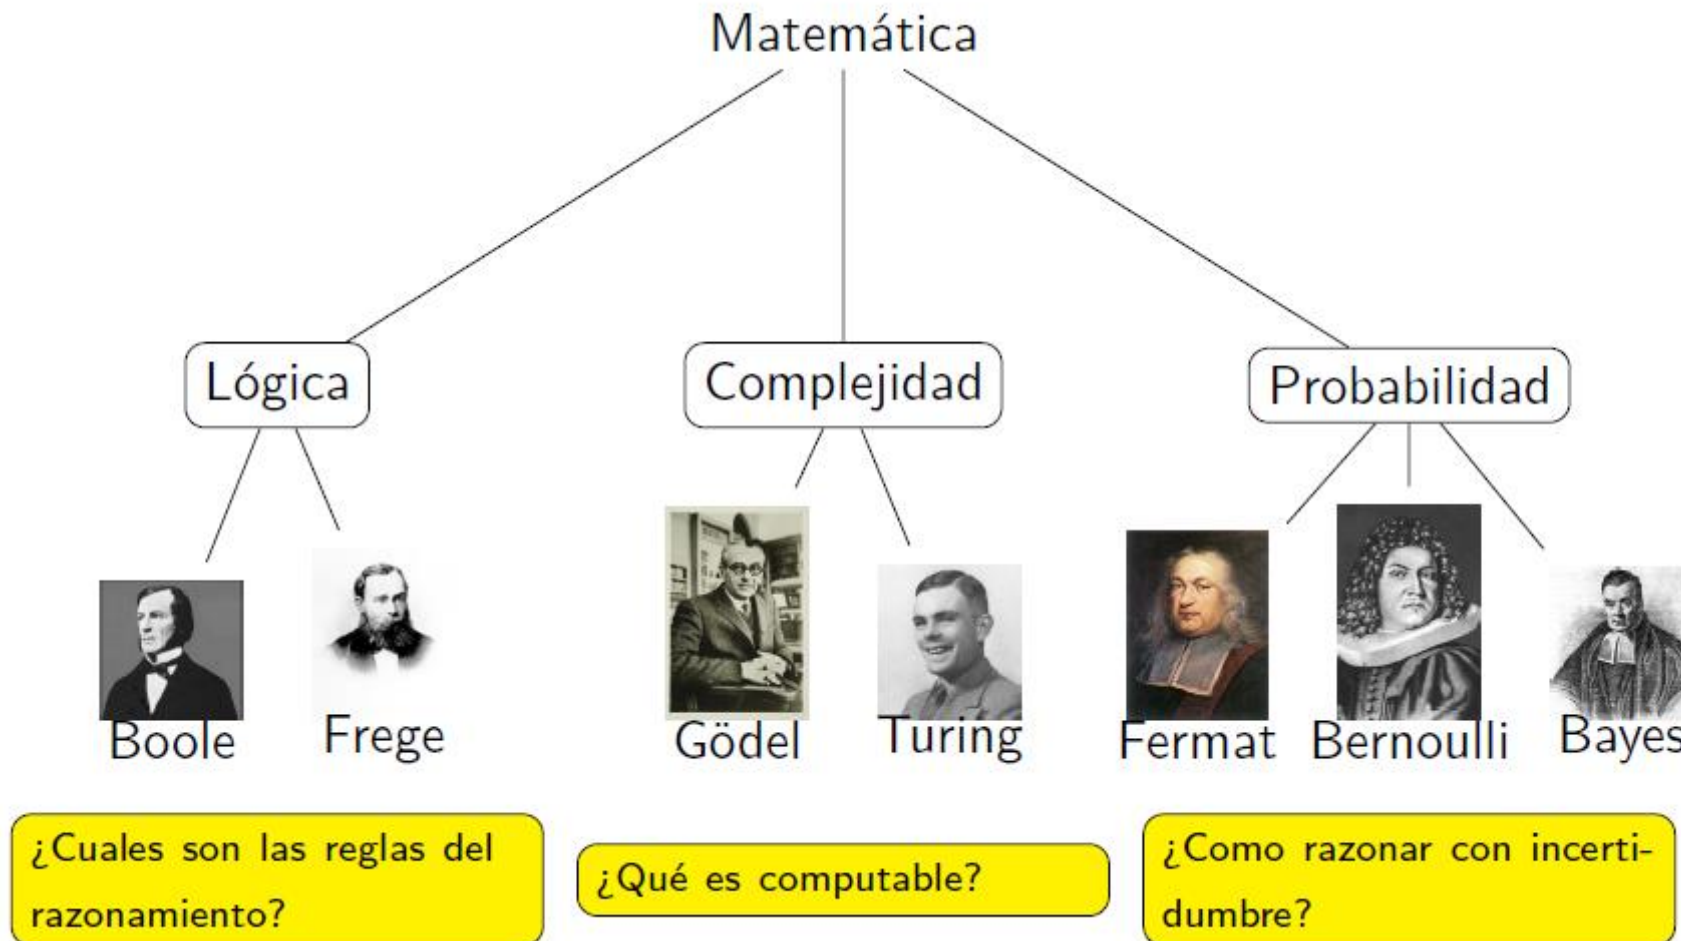 Matemática
Lógica
Complejidad
Probabilidad
Boole
Frege
Gödel
Turing
Fermat
Bernoulli
Bayes
¿Cuales son las reglas del
razonamiento?
¿Qué es computable?
¿Como razonar con incerti-
dumbre?